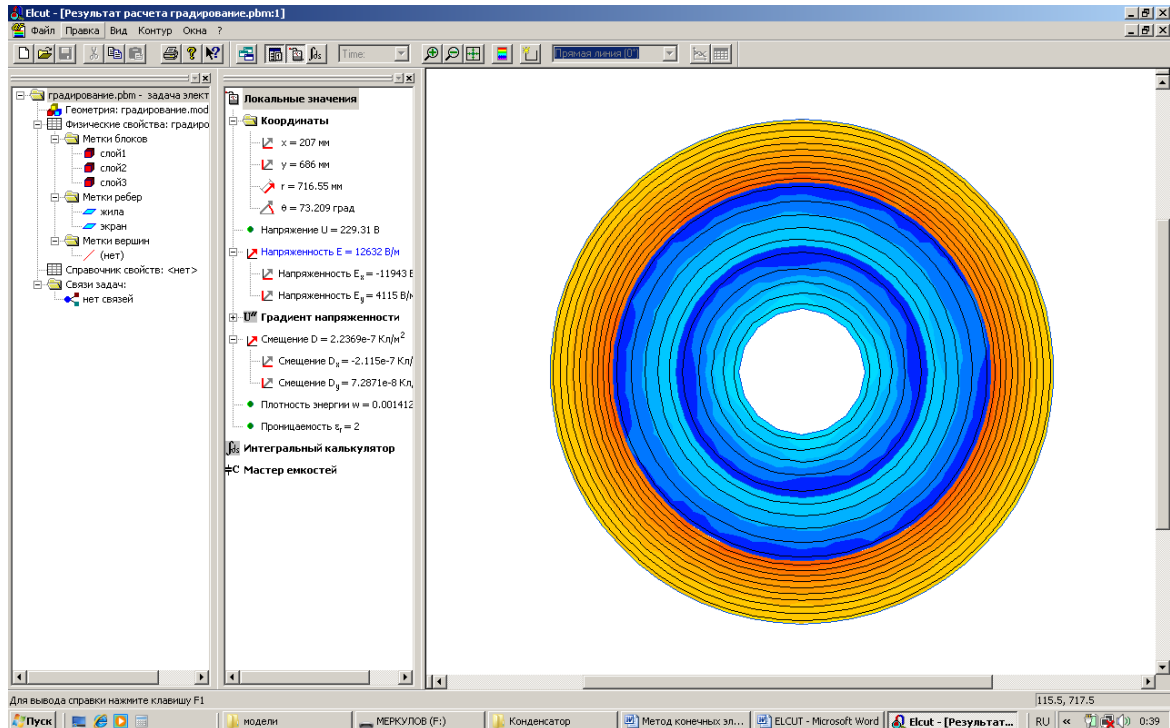 Elcut - [Результат расчета градирование.pbm:1]
Файл Правка Вид Контур Окна ?
Time: Прямая линия (0°)
градирование.pbm - задача элект
Геометрия: градирование.mod
Физические свойства: градиро
Метки блоков
слой1
слой2
слой3
Метки ребер
жила
экран
Метки вершин
(нет)
Справочник свойств: <нет>
Связи задач:
нет связей
Локальные значения
Координаты
x = 207 мм
y = 686 мм
r = 716.55 мм
θ = 73.209 град
Напряжение U = 229.31 В
Напряженность E = 12632 В/м
Напряженность Ex = -11943 В
Напряженность Ey = 4115 В/м
Градиент напряженности
Смещение D = 2.2369e-7 Кл/м2
Смещение Dx = -2.115e-7 Кл/
Смещение Dy = 7.2871e-8 Кл,
Плотность энергии w = 0.001412
Проницаемость εr = 2
Интегральный калькулятор
Мастер емкостей
Для вывода справки нажмите клавишу F1
115.5, 717.5
Пуск модели МЕРКУЛОВ (F:) Конденсатор Метод конечных эл... ELCUT - Microsoft Word Elcut - [Результат... RU « 0:39